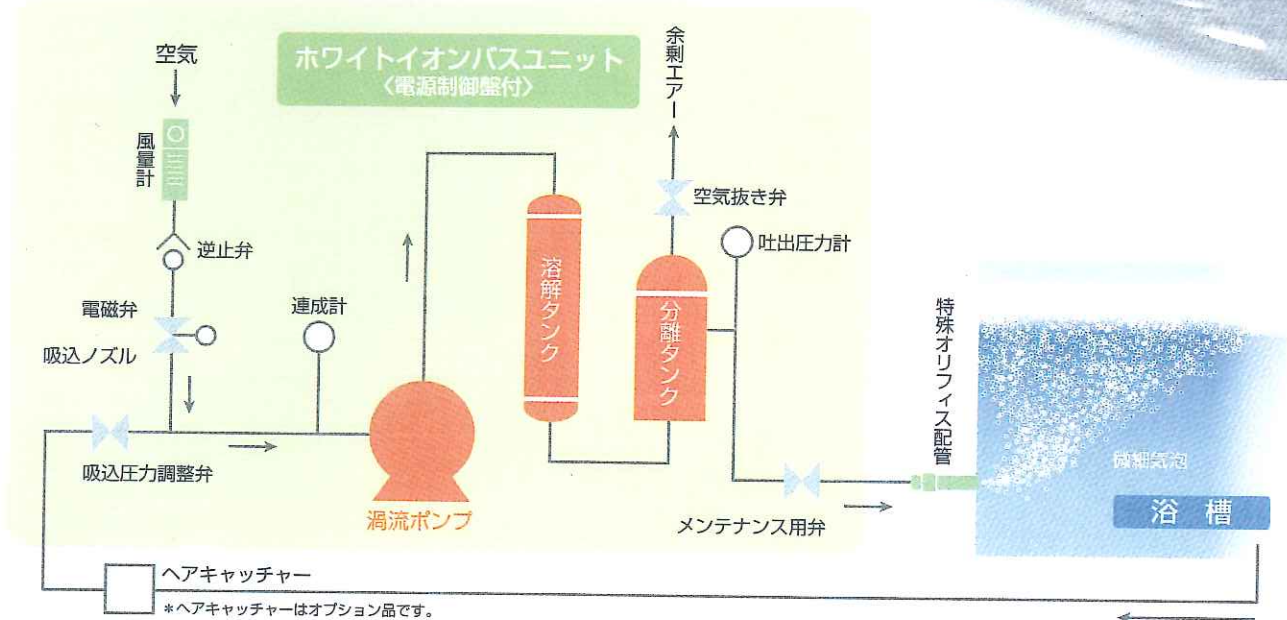 ホワイトイオンバスユニット
〈電源制御盤付〉
空気
風量計
逆止弁
電磁弁
吸込ノズル
連成計
吸込圧力調整弁
渦流ポンプ
溶解タンク
分離タンク
余剰エアー
空気抜き弁
吐出圧力計
メンテナンス用弁
特殊オリフィス配管
微細気泡
浴槽
ヘアキャッチャー
*ヘアキャッチャーはオプション品です。